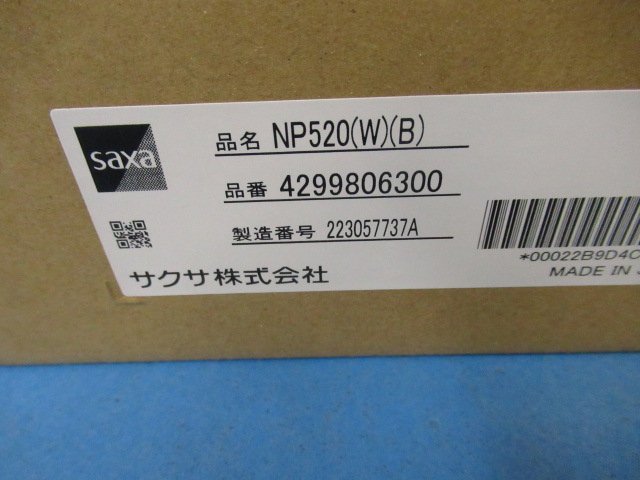 saxa
品名 NP520(W)(B)
品番 4299806300
製造番号 223057737A
サクサ株式会社
*00022B9D4C
MADE IN